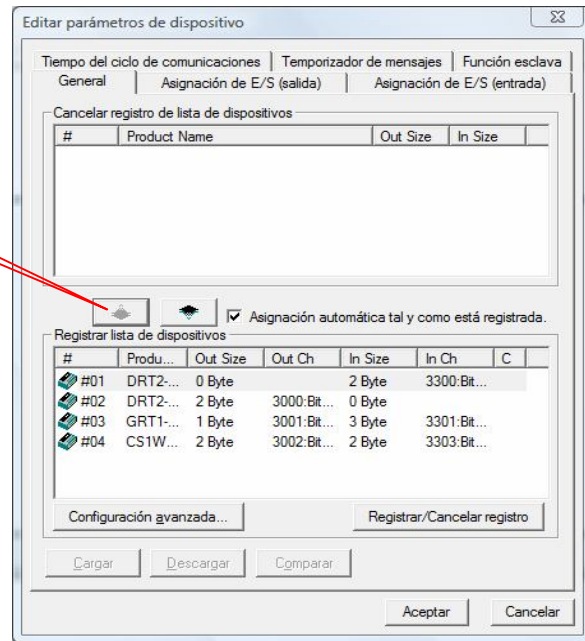 Editar parámetros de dispositivo
Tiempo del ciclo de comunicaciones Temporizador de mensajes Función esclava
General Asignación de E/S (salida) Asignación de E/S (entrada)
Cancelar registro de lista de dispositivos
# Product Name Out Size In Size
Asignación automática tal y como está registrada.
Registrar lista de dispositivos
# Produ... Out Size Out Ch In Size In Ch C
#01 DRT2-... 0 Byte 2 Byte 3300:Bit...
#02 DRT2-... 2 Byte 3000:Bit... 0 Byte
#03 GRT1-... 1 Byte 3001:Bit... 3 Byte 3301:Bit...
#04 CS1W... 2 Byte 3002:Bit... 2 Byte 3303:Bit...
Configuración avanzada... Registrar/Cancelar registro
Cargar Descargar Comparar
Aceptar Cancelar